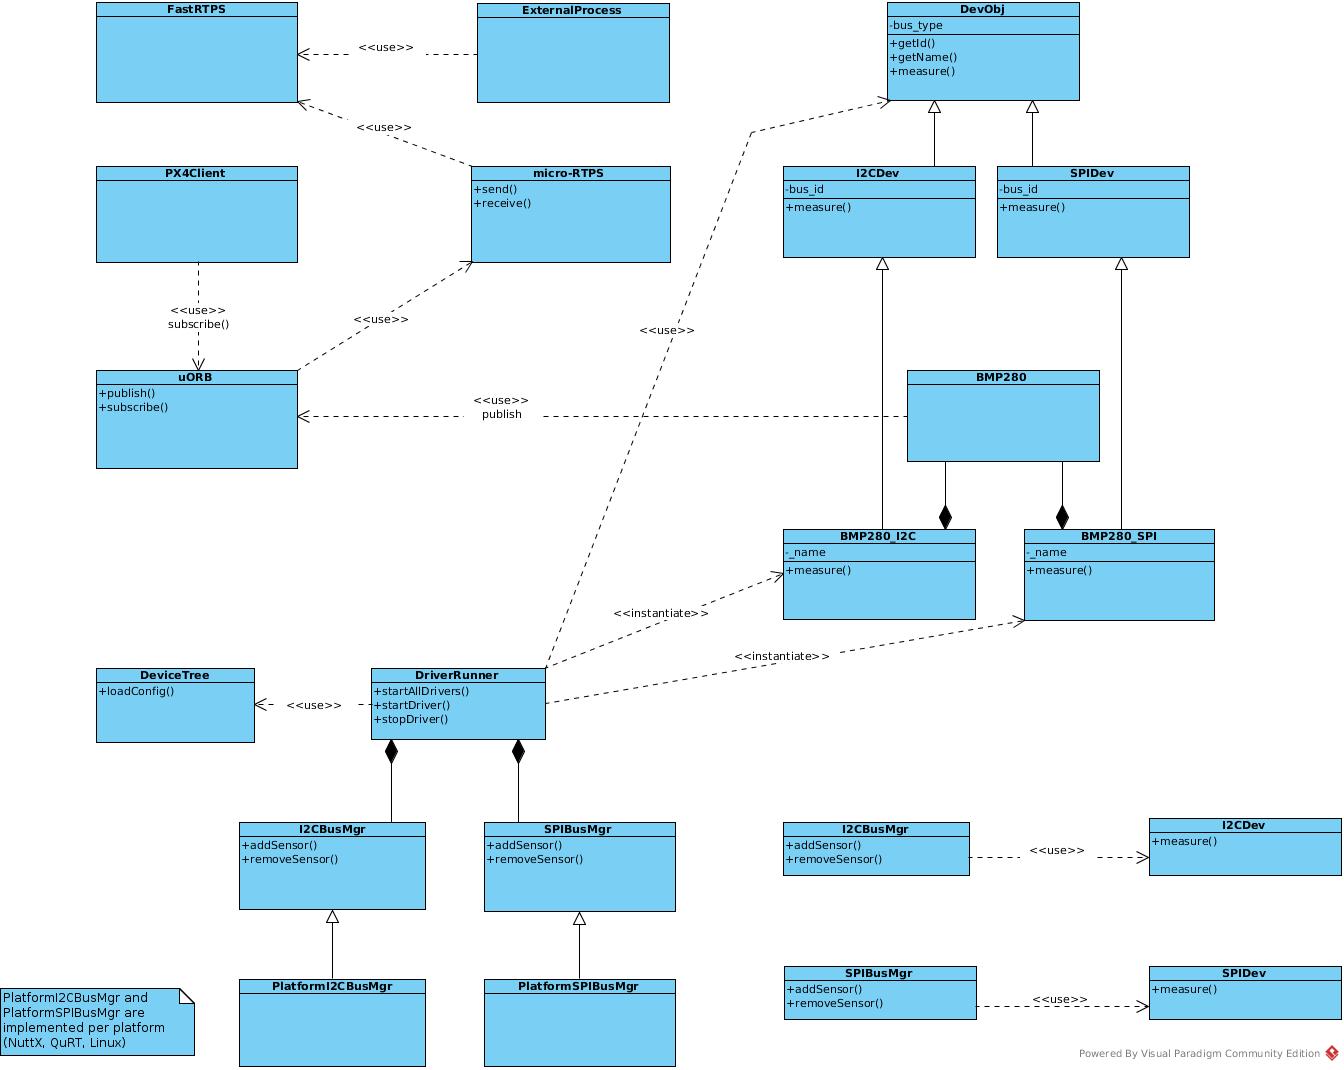 FastRTPS
<<use>>
ExternalProcess
DevObj
-bus_type
+getId()
+getName()
+measure()
<<use>>
PX4Client
micro-RTPS
+send()
+receive()
I2CDev
-bus_id
+measure()
SPIDev
-bus_id
+measure()
<<use>>
subscribe()
<<use>>
<<use>>
uORB
+publish()
+subscribe()
<<use>>
publish
BMP280
BMP280_I2C
-_name
+measure()
BMP280_SPI
-_name
+measure()
<<instantiate>>
<<instantiate>>
DeviceTree
+loadConfig()
<<use>>
DriverRunner
+startAllDrivers()
+startDriver()
+stopDriver()
I2CBusMgr
+addSensor()
+removeSensor()
SPIBusMgr
+addSensor()
+removeSensor()
I2CBusMgr
+addSensor()
+removeSensor()
<<use>>
I2CDev
+measure()
PlatformI2CBusMgr and
PlatformSPIBusMgr are
implemented per platform
(NuttX, QuRT, Linux)
PlatformI2CBusMgr
PlatformSPIBusMgr
SPIBusMgr
+addSensor()
+removeSensor()
<<use>>
SPIDev
+measure()
Powered By Visual Paradigm Community Edition